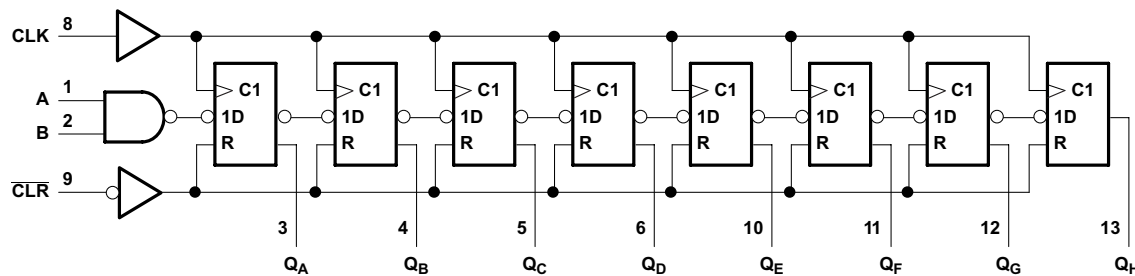 CLK 8
C1 C1 C1 C1 C1 C1 C1 C1
A 1
1D 1D 1D 1D 1D 1D 1D 1D
B 2
R R R R R R R R
CLR 9
3 4 5 6 10 11 12 13
QA QB QC QD QE QF QG QH